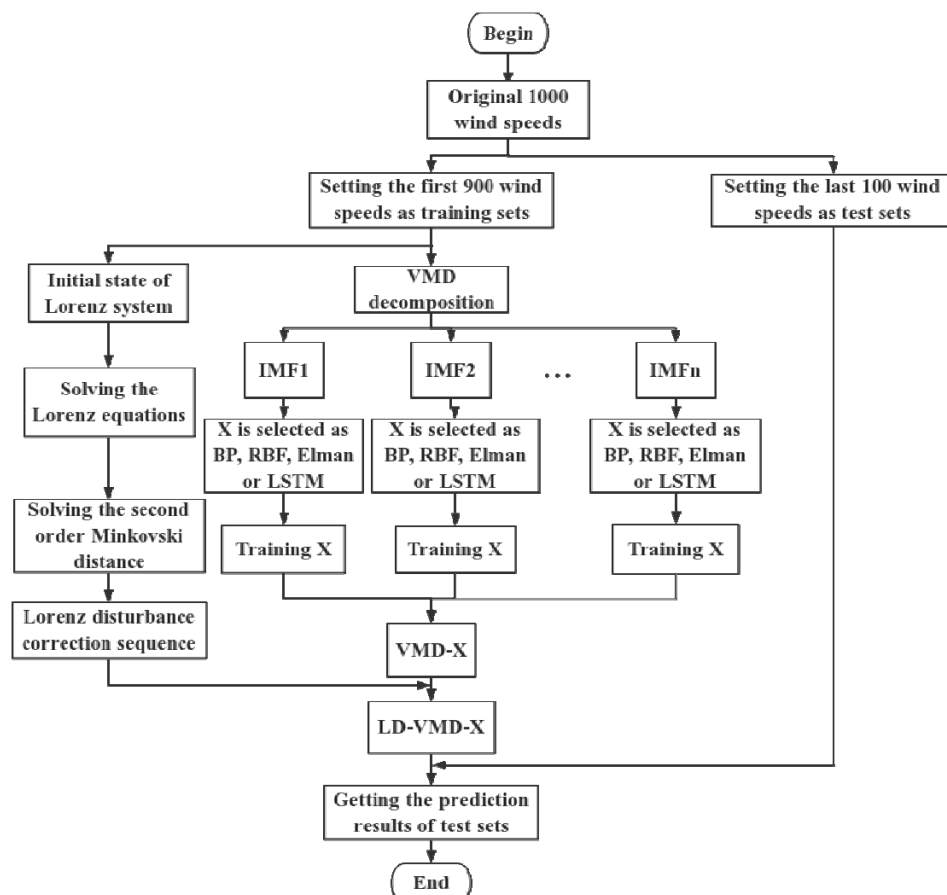 Begin
Original 1000
wind speeds
Setting the first 900 wind
speeds as training sets
Setting the last 100 wind
speeds as test sets
Initial state of
Lorenz system
VMD
decomposition
IMF1
IMF2
...
IMFn
Solving the
Lorenz equations
X is selected as
BP, RBF, Elman
or LSTM
X is selected as
BP, RBF, Elman
or LSTM
X is selected as
BP, RBF, Elman
or LSTM
Solving the second
order Minkovski
distance
Training X
Training X
Training X
Lorenz disturbance
correction sequence
VMD-X
LD-VMD-X
Getting the prediction
results of test sets
End